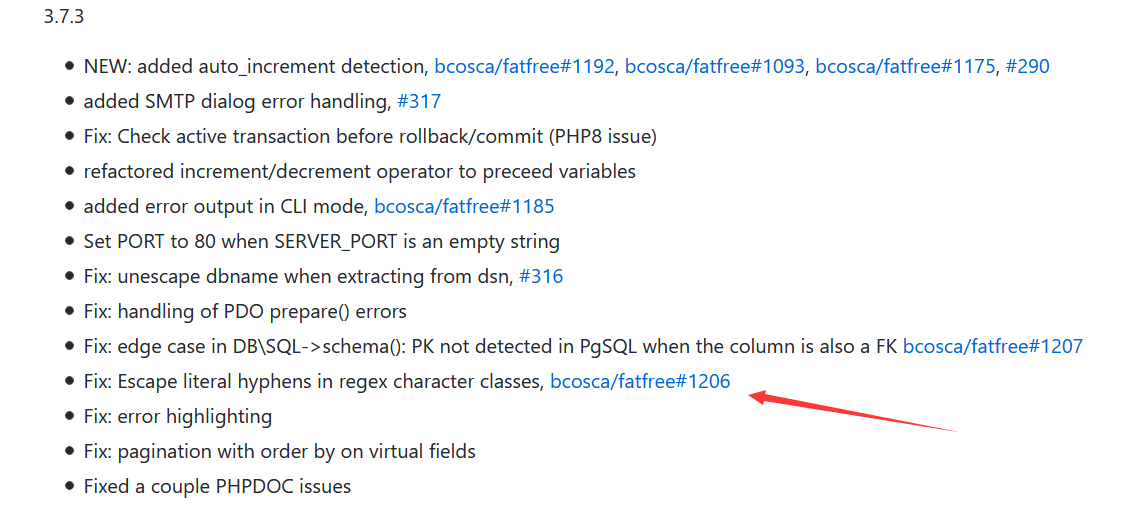 3.7.3
NEW: added auto_increment detection, bcosca/fatfree#1192, bcosca/fatfree#1093, bcosca/fatfree#1175, #290
added SMTP dialog error handling, #317
Fix: Check active transaction before rollback/commit (PHP8 issue)
refactored increment/decrement operator to preceed variables
added error output in CLI mode, bcosca/fatfree#1185
Set PORT to 80 when SERVER_PORT is an empty string
Fix: unescape dbname when extracting from dsn, #316
Fix: handling of PDO prepare() errors
Fix: edge case in DB\SQL->schema(): PK not detected in PgSQL when the column is also a FK bcosca/fatfree#1207
Fix: Escape literal hyphens in regex character classes, bcosca/fatfree#1206
Fix: error highlighting
Fix: pagination with order by on virtual fields
Fixed a couple PHPDOC issues